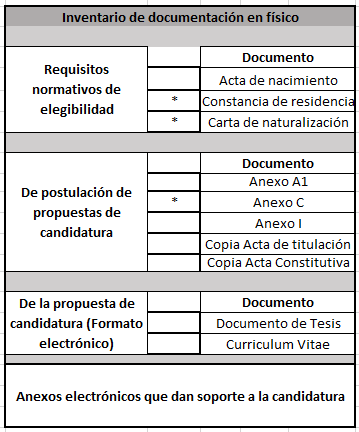 Inventario de documentación en físico
Requisitos
normativos de
elegibilidad
Documento
Acta de nacimiento
* Constancia de residencia
* Carta de naturalización
De postulación de
propuestas de
candidatura
Documento
Anexo A1
* Anexo C
Anexo I
Copia Acta de titulación
Copia Acta Constitutiva
De la propuesta de
candidatura (Formato
electrónico)
Documento
Documento de Tesis
Curriculum Vitae
Anexos electrónicos que dan soporte a la candidatura